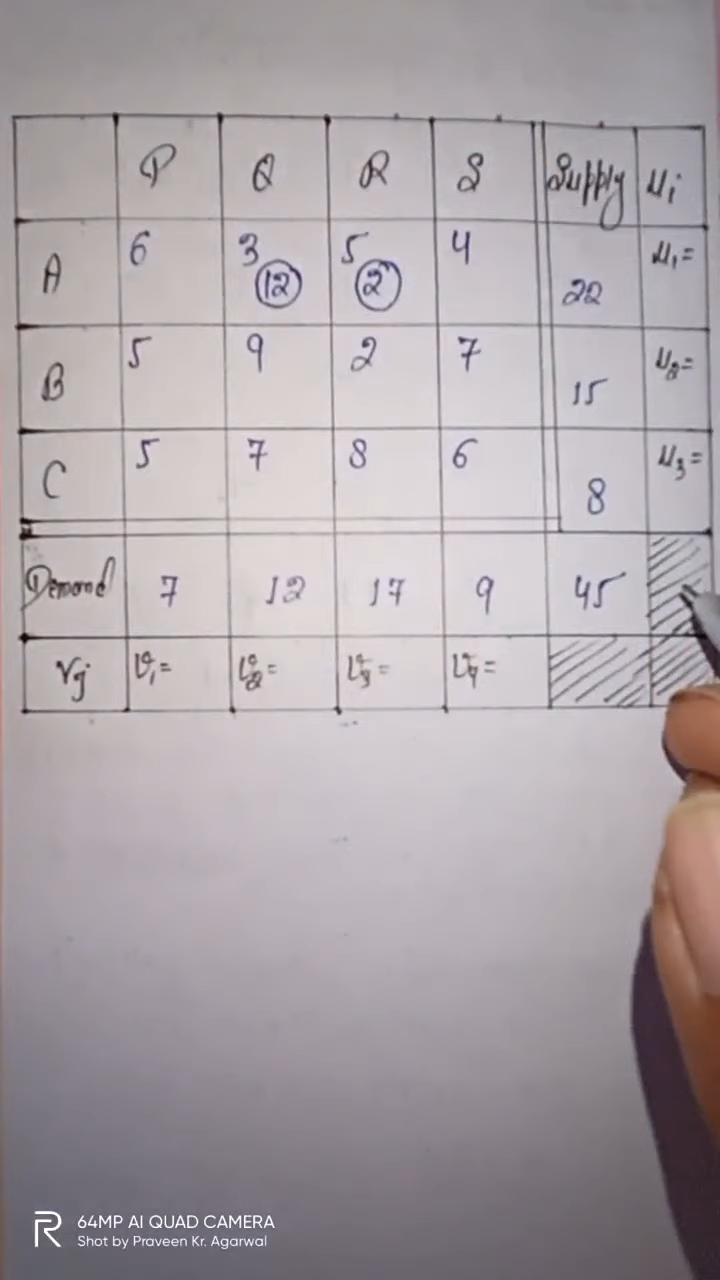 P Q R S Supply ui
A 6 3 12 5 2 4 22 u1=
B 5 9 2 7 15 u2=
C 5 7 8 6 8 u3=
Demand 7 12 17 9 45
Vj v1= v2= v3= v4=
64MP AI QUAD CAMERA
Shot by Praveen Kr. Agarwal